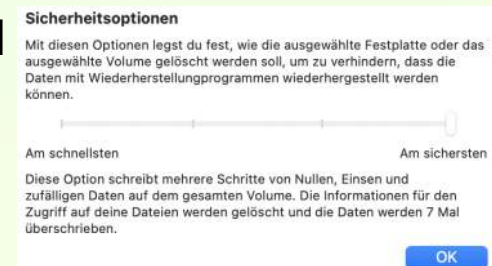 Sicherheitsoptionen
Mit diesen Optionen legst du fest, wie die ausgewählte Festplatte oder das
ausgewählte Volume gelöscht werden soll, um zu verhindern, dass die
Daten mit Wiederherstellungprogrammen wiederhergestellt werden
können.
Am schnellsten Am sichersten
Diese Option schreibt mehrere Schritte von Nullen, Einsen und
zufälligen Daten auf dem gesamten Volume. Die Informationen für den
Zugriff auf deine Dateien werden gelöscht und die Daten werden 7 Mal
überschrieben.
OK